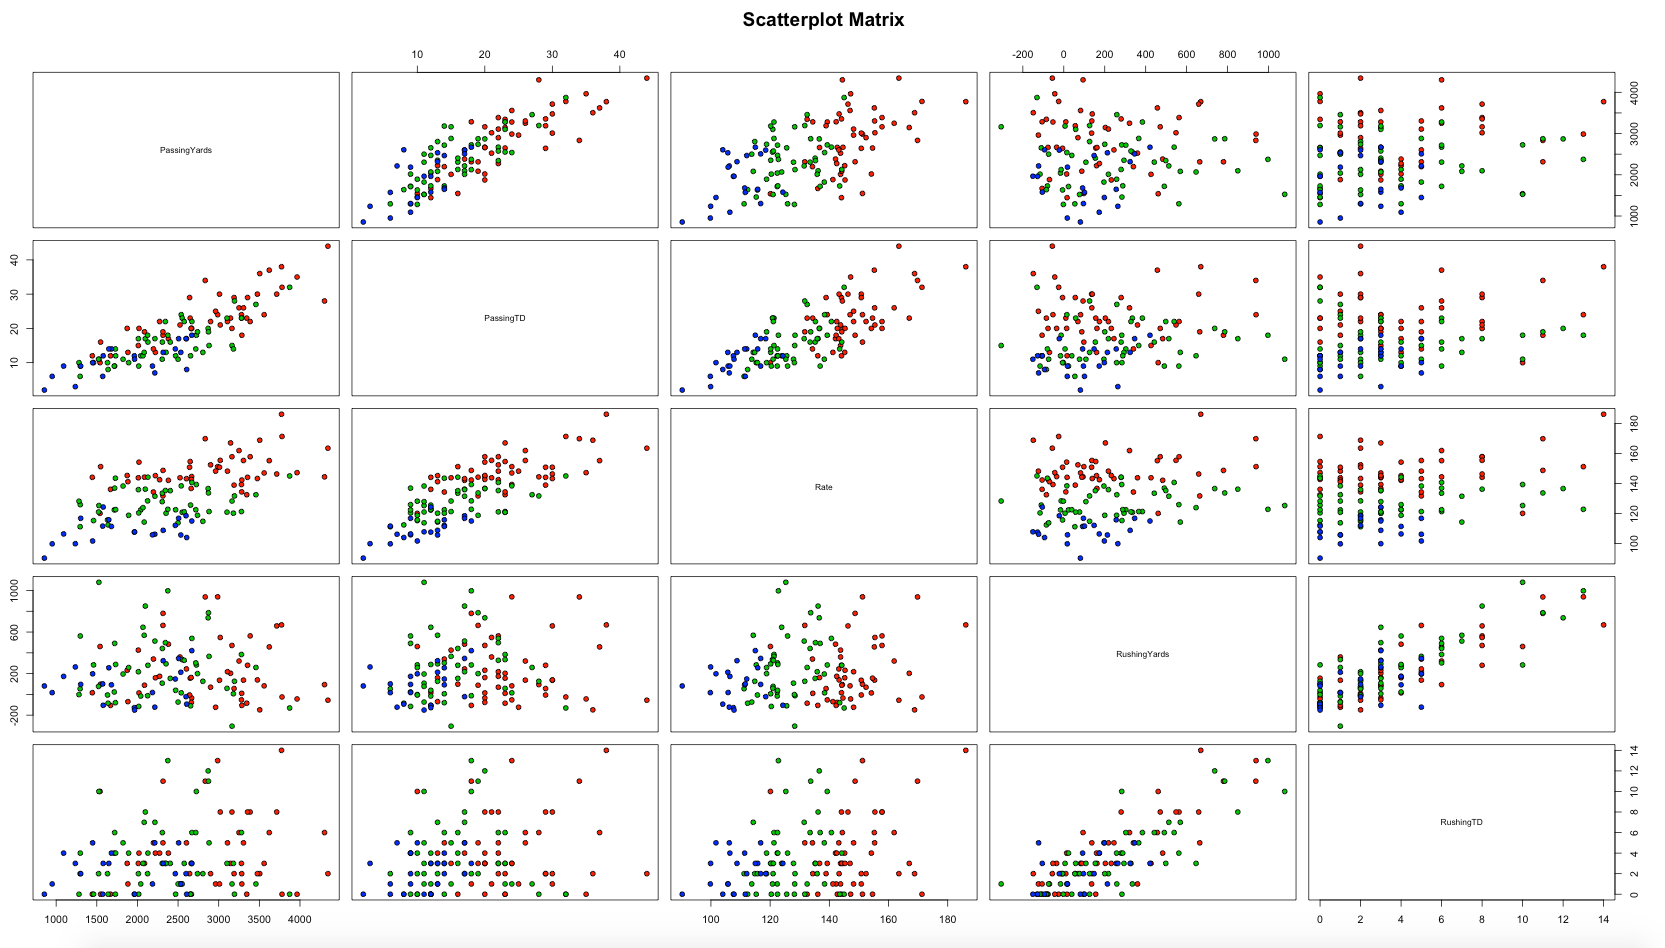 Scatterplot Matrix
10 20 30 40
-200 0 200 400 600 1000
PassingYards
1000 2000 3000 4000
10 20 30 40
PassingTD
Rate
100 120 140 160 180
-200 200 600 1000
RushingYards
RushingTD
0 2 4 6 8 10 12 14
1000 1500 2000 2500 3000 3500 4000
100 120 140 160 180
0 2 4 6 8 10 12 14